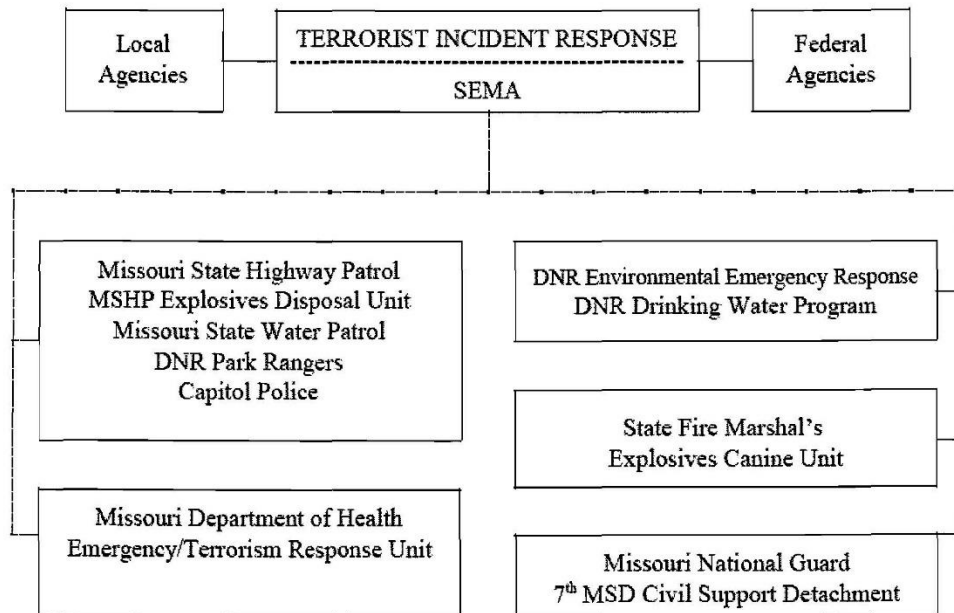 Local
Agencies
TERRORIST INCIDENT RESPONSE
SEMA
Federal
Agencies
Missouri State Highway Patrol
MSHP Explosives Disposal Unit
Missouri State Water Patrol
DNR Park Rangers
Capitol Police
DNR Environmental Emergency Response
DNR Drinking Water Program
State Fire Marshal's
Explosives Canine Unit
Missouri Department of Health
Emergency/Terrorism Response Unit
Missouri National Guard
7th MSD Civil Support Detachment